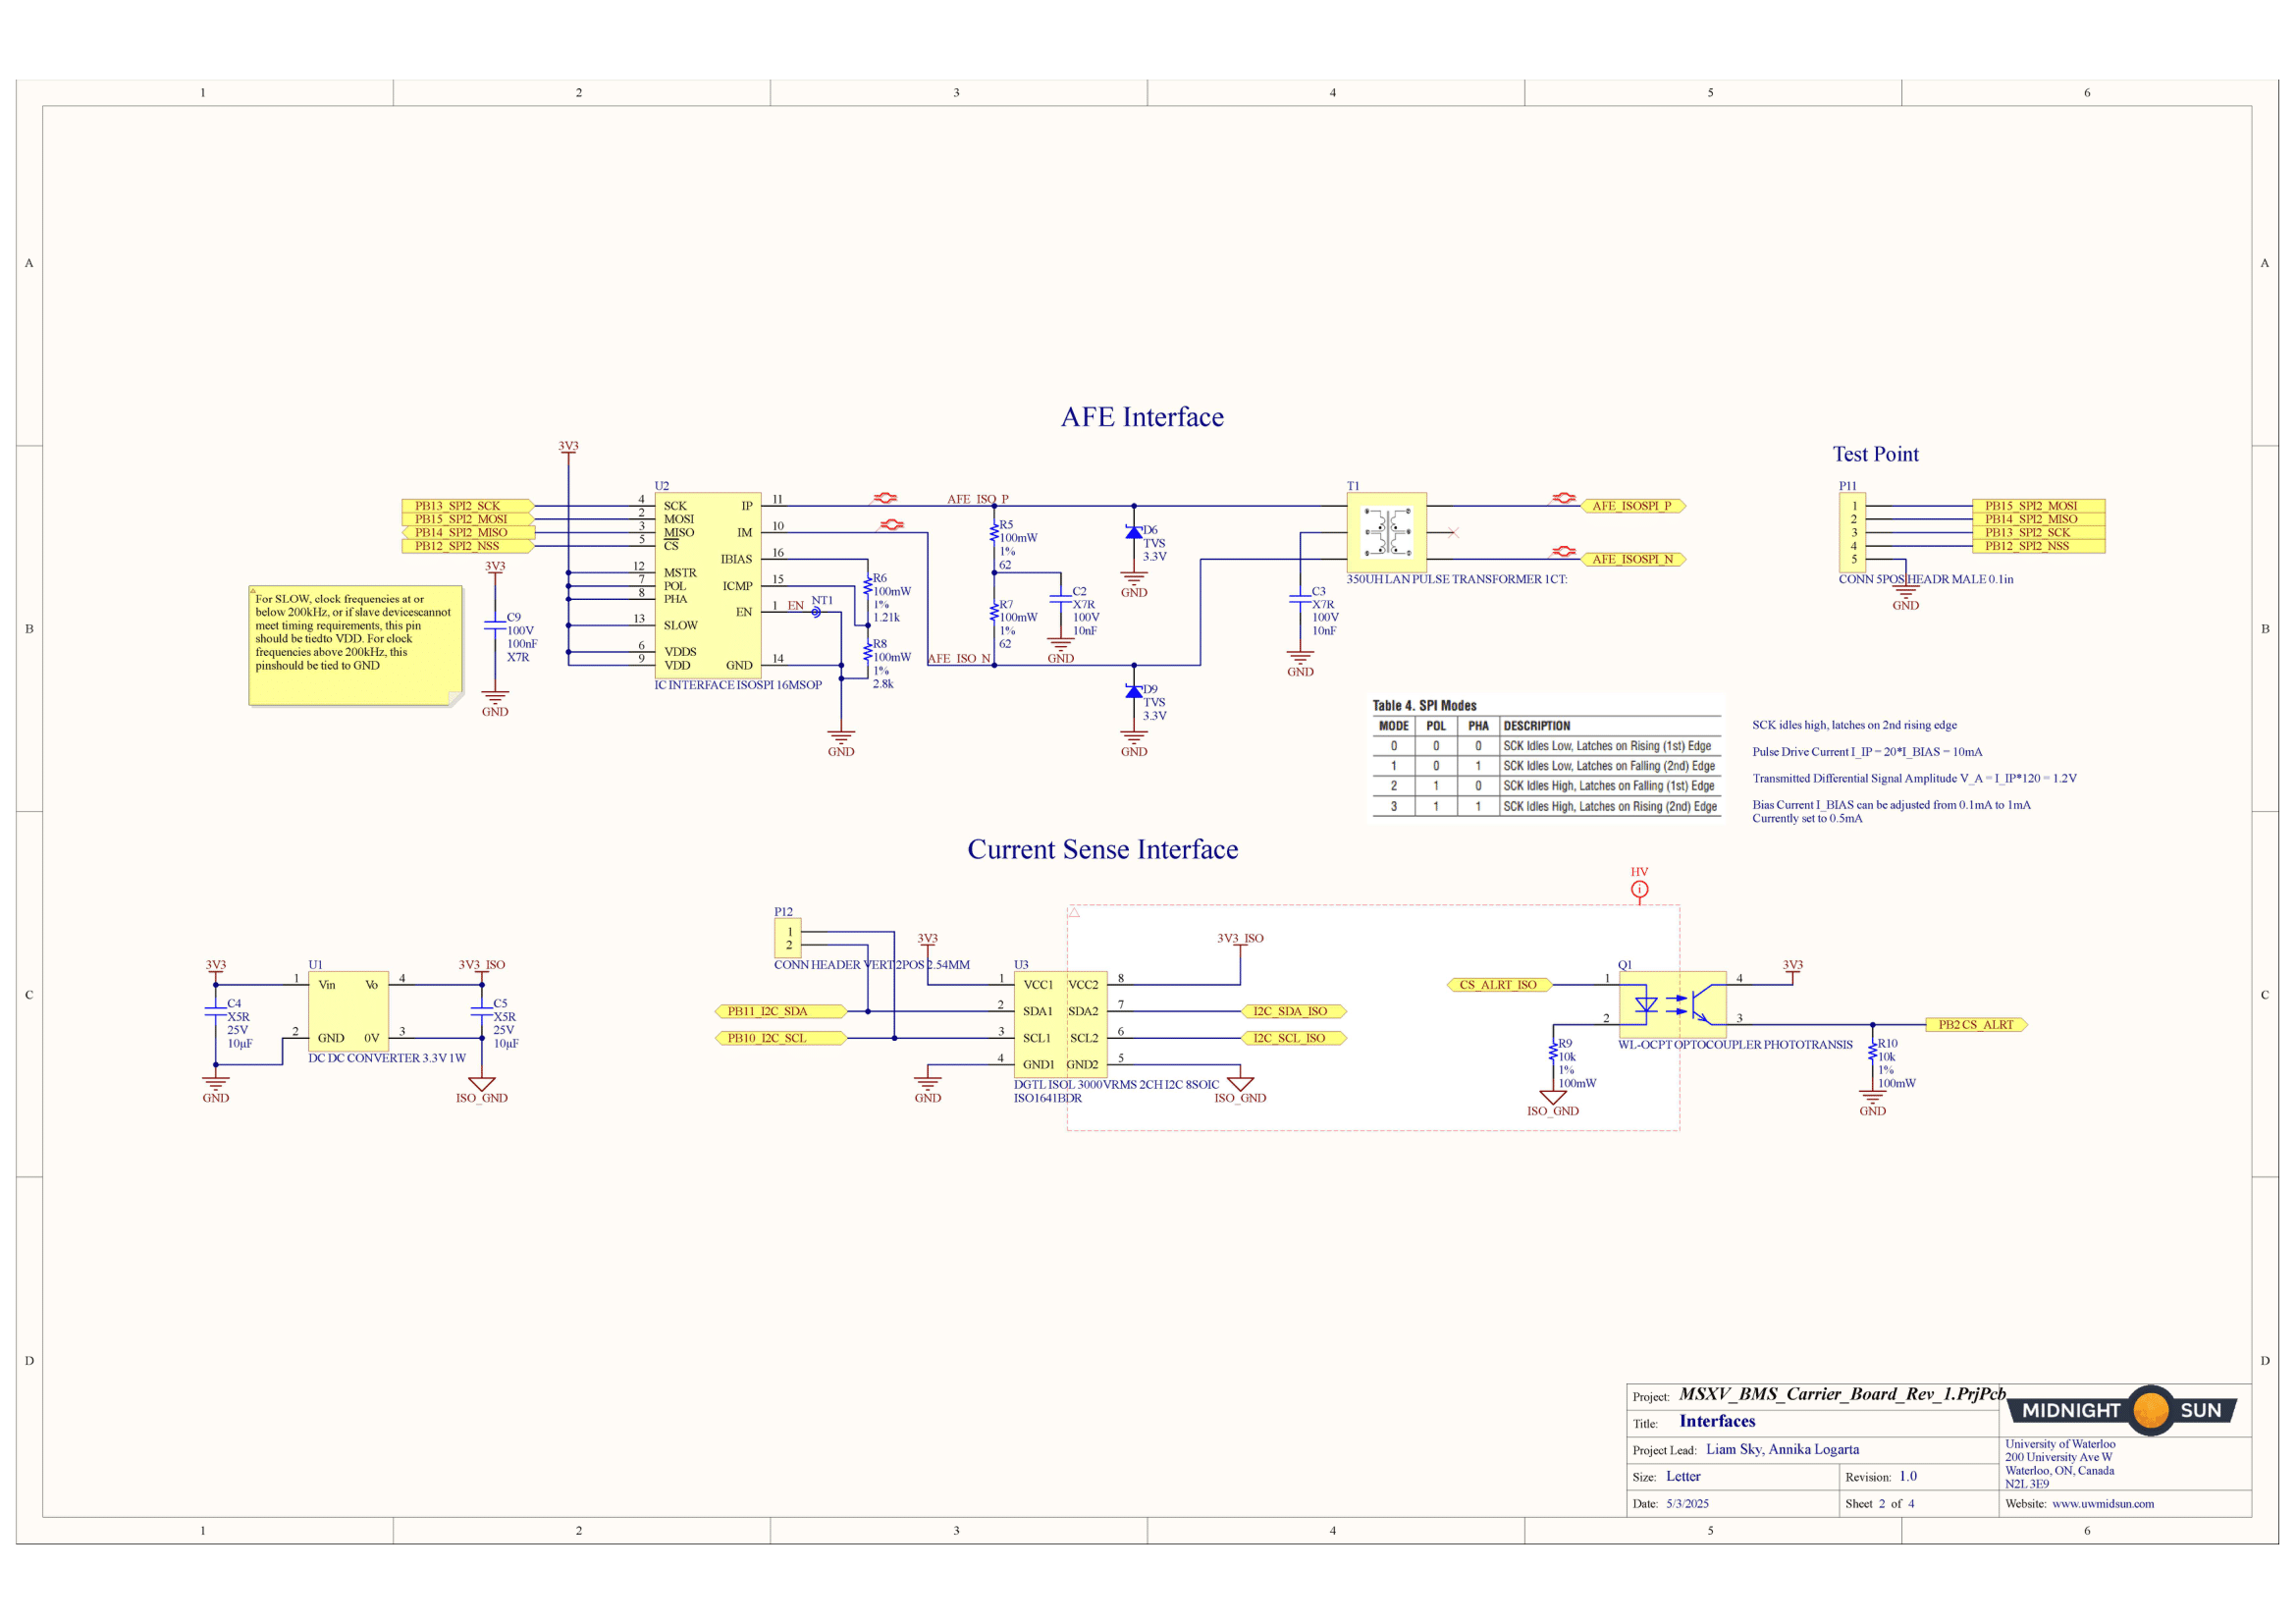 1 2 3 4 5 6
A A
B B
C C
D D
AFE Interface
3V3
PB13_SPI2_SCK
PB15_SPI2_MOSI
PB14_SPI2_MISO
PB12_SPI2_NSS
4
2
3
5
12
7
8
13
6
9
U2
SCK
MOSI
MISO
CS
MSTR
POL
PHA
SLOW
VDDS
VDD
IP
IM
IBIAS
ICMP
EN
GND
11
10
16
15
1
14
IC INTERFACE ISOSPI 16MSOP
For SLOW, clock frequencies at or
below 200kHz, or if slave devicescannot
meet timing requirements, this pin
should be tiedto VDD. For clock
frequencies above 200kHz, this
pinshould be tied to GND
3V3
C9
100V
100nF
X7R
GND
EN
NT1
R6
100mW
1%
1.21k
R8
100mW
1%
2.8k
GND
AFE_ISO_P
AFE_ISO_N
R5
100mW
1%
62
R7
100mW
1%
62
C2
X7R
100V
10nF
GND
D6
TVS
3.3V
GND
D9
TVS
3.3V
GND
T1
350UH LAN PULSE TRANSFORMER 1CT:
C3
X7R
100V
10nF
GND
AFE_ISOSPI_P
AFE_ISOSPI_N
Test Point
P11
1
2
3
4
5
PB15_SPI2_MOSI
PB14_SPI2_MISO
PB13_SPI2_SCK
PB12_SPI2_NSS
CONN 5POS HEADR MALE 0.1in
GND
Table 4. SPI Modes
MODE POL PHA DESCRIPTION
0 0 0 SCK Idles Low, Latches on Rising (1st) Edge
1 0 1 SCK Idles Low, Latches on Falling (2nd) Edge
2 1 0 SCK Idles High, Latches on Falling (1st) Edge
3 1 1 SCK Idles High, Latches on Rising (2nd) Edge
SCK idles high, latches on 2nd rising edge
Pulse Drive Current I_IP = 20*I_BIAS = 10mA
Transmitted Differential Signal Amplitude V_A = I_IP*120 = 1.2V
Bias Current I_BIAS can be adjusted from 0.1mA to 1mA
Currently set to 0.5mA
Current Sense Interface
3V3
C4
X5R
25V
10µF
GND
U1
1 Vin Vo 4
2 GND 0V 3
DC DC CONVERTER 3.3V 1W
3V3_ISO
C5
X5R
25V
10µF
ISO_GND
P12
1
2
CONN HEADER VERT 2POS 2.54MM
PB11_I2C_SDA
PB10_I2C_SCL
3V3
GND
U3
1 VCC1 VCC2 8
2 SDA1 SDA2 7
3 SCL1 SCL2 6
4 GND1 GND2 5
DGTL ISOL 3000VRMS 2CH I2C 8SOIC
ISO1641BDR
3V3_ISO
I2C_SDA_ISO
I2C_SCL_ISO
ISO_GND
HV
i
CS_ALRT_ISO
Q1
1
2
4
3
WL-OCPT OPTOCOUPLER PHOTOTRANSIS
R9
10k
1%
100mW
ISO_GND
3V3
PB2 CS_ALRT
R10
10k
1%
100mW
GND
Project: MSXV_BMS_Carrier_Board_Rev_1.PrjPcb
Title: Interfaces
Project Lead: Liam Sky, Annika Logarta
Size: Letter
Revision: 1.0
Date: 5/3/2025
Sheet 2 of 4
MIDNIGHT SUN
University of Waterloo
200 University Ave W
Waterloo, ON, Canada
N2L 3E9
Website: www.uwmidsun.com
1 2 3 4 5 6